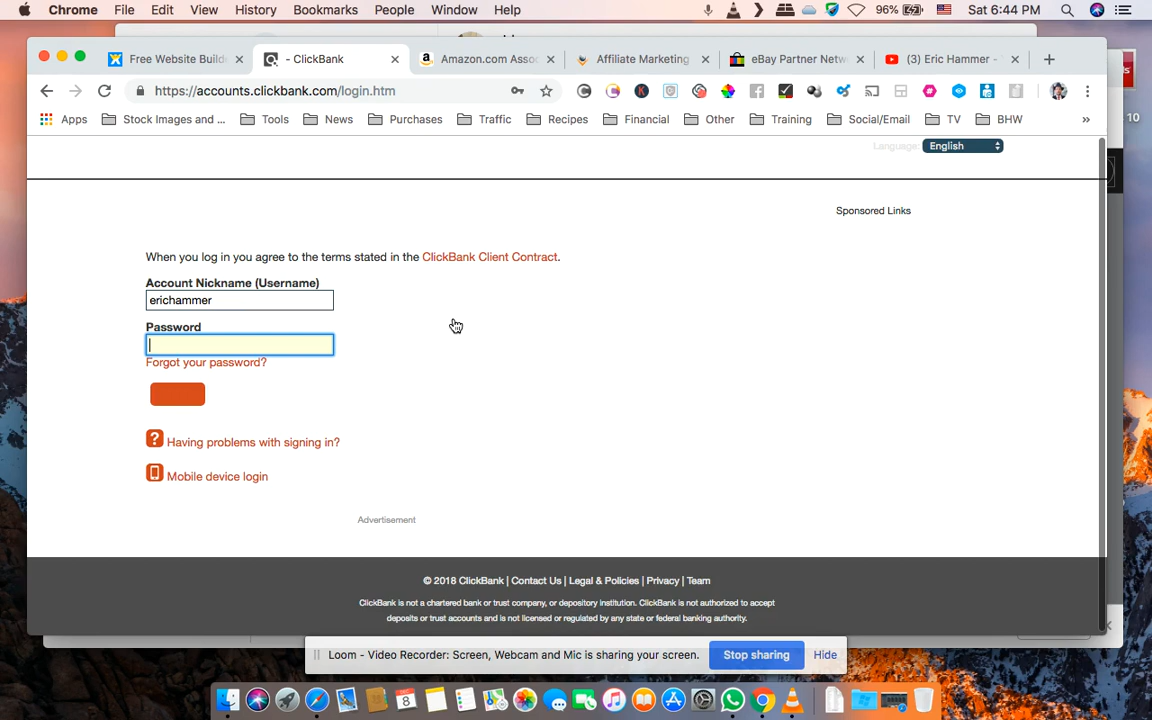 Chrome File Edit View History Bookmarks People Window Help 96% Sat 6:44 PM
Free Website Build - ClickBank Amazon.com Assoc Affiliate Marketing eBay Partner Netw (3) Eric Hammer -
https://accounts.clickbank.com/login.htm
Apps Stock Images and ... Tools News Purchases Traffic Recipes Financial Other Training Social/Email TV BHW »
10
Language: English
Sponsored Links
When you log in you agree to the terms stated in the ClickBank Client Contract.
Account Nickname (Username)
erichammer
Password
Forgot your password?
? Having problems with signing in?
Mobile device login
Advertisement
© 2018 ClickBank | Contact Us | Legal & Policies | Privacy | Team
ClickBank is not a chartered bank or trust company, or depository institution. ClickBank is not authorized to accept
deposits or trust accounts and is not licensed or regulated by any state or federal banking authority.
Loom - Video Recorder: Screen, Webcam and Mic is sharing your screen. Stop sharing Hide
8